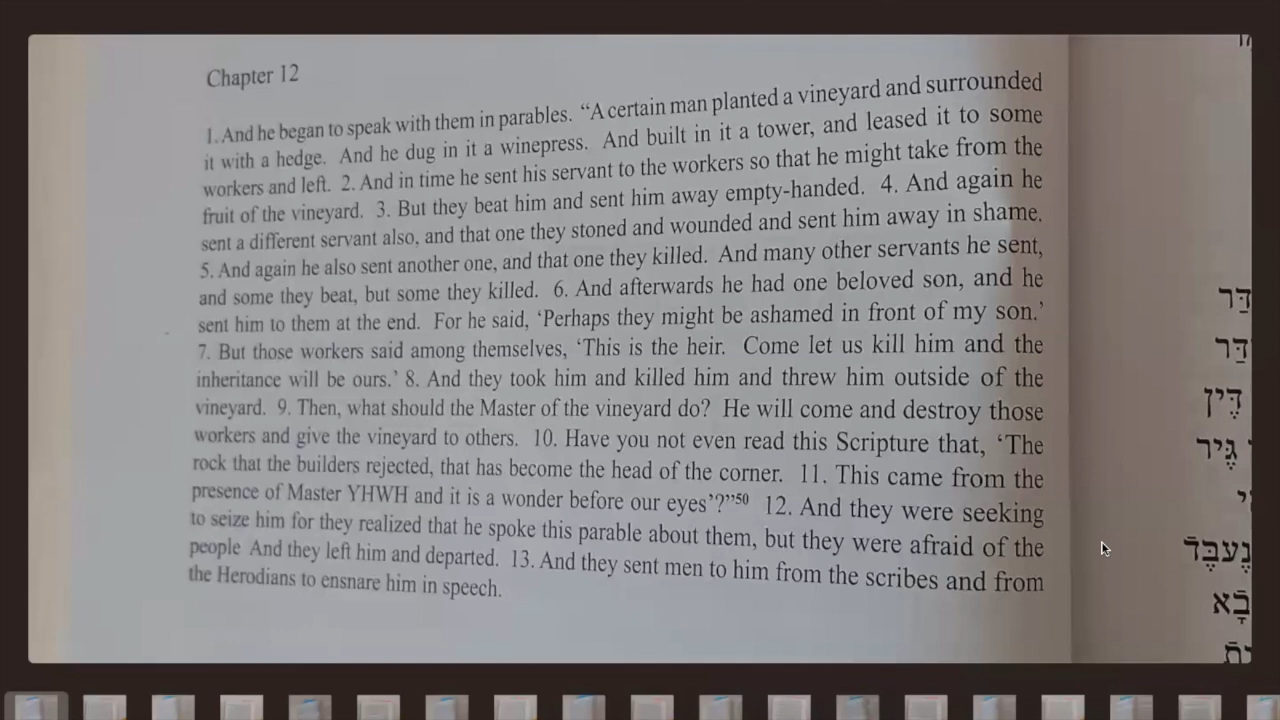 Chapter 12
1. And he began to speak with them in parables. “A certain man planted a vineyard and surrounded
it with a hedge. And he dug in it a winepress. And built in it a tower, and leased it to some
workers and left. 2. And in time he sent his servant to the workers so that he might take from the
fruit of the vineyard. 3. But they beat him and sent him away empty-handed. 4. And again he
sent a different servant also, and that one they stoned and wounded and sent him away in shame.
5. And again he also sent another one, and that one they killed. And many other servants he sent,
and some they beat, but some they killed. 6. And afterwards he had one beloved son, and he
sent him to them at the end. For he said, ‘Perhaps they might be ashamed in front of my son.’
7. But those workers said among themselves, ‘This is the heir. Come let us kill him and the
inheritance will be ours.’ 8. And they took him and killed him and threw him outside of the
vineyard. 9. Then, what should the Master of the vineyard do? He will come and destroy those
workers and give the vineyard to others. 10. Have you not even read this Scripture that, ‘The
rock that the builders rejected, that has become the head of the corner. 11. This came from the
presence of Master YHWH and it is a wonder before our eyes’?”50 12. And they were seeking
to seize him for they realized that he spoke this parable about them, but they were afraid of the
people And they left him and departed. 13. And they sent men to him from the scribes and from
the Herodians to ensnare him in speech.